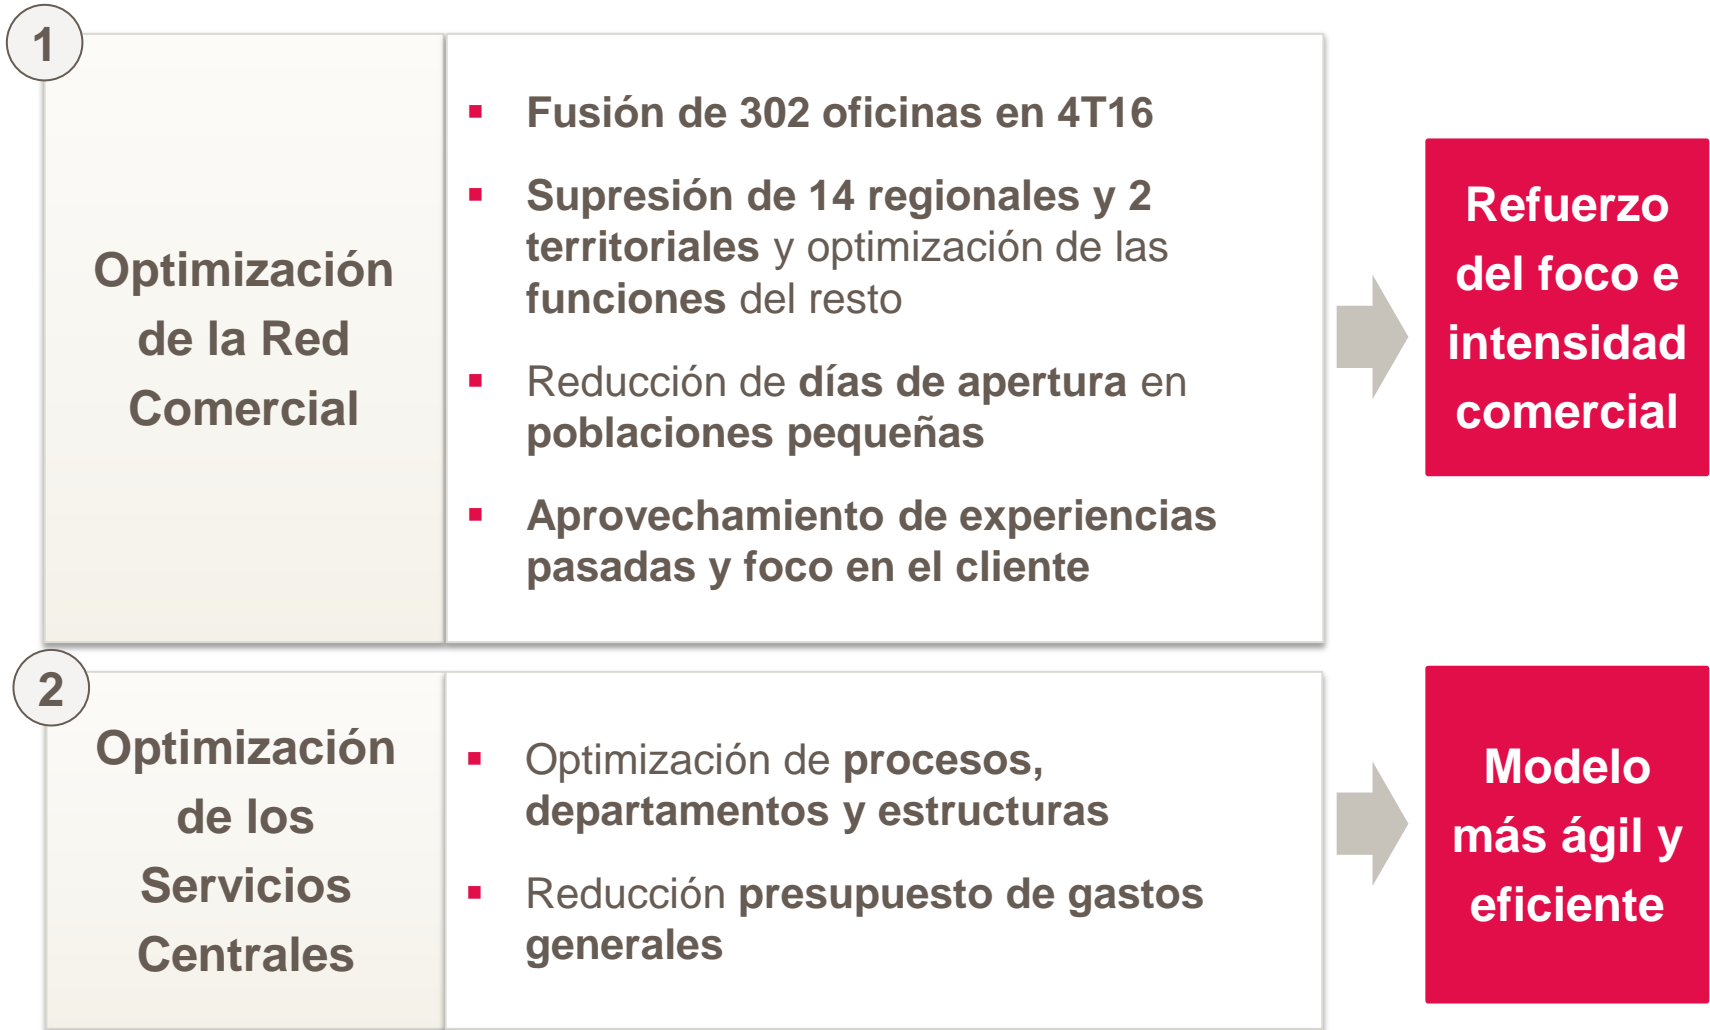 1
Optimización
de la Red
Comercial
▪ Fusión de 302 oficinas en 4T16
▪ Supresión de 14 regionales y 2
territoriales y optimización de las
funciones del resto
▪ Reducción de días de apertura en
poblaciones pequeñas
▪ Aprovechamiento de experiencias
pasadas y foco en el cliente
Refuerzo
del foco e
intensidad
comercial
2
Optimización
de los
Servicios
Centrales
▪ Optimización de procesos,
departamentos y estructuras
▪ Reducción presupuesto de gastos
generales
Modelo
más ágil y
eficiente